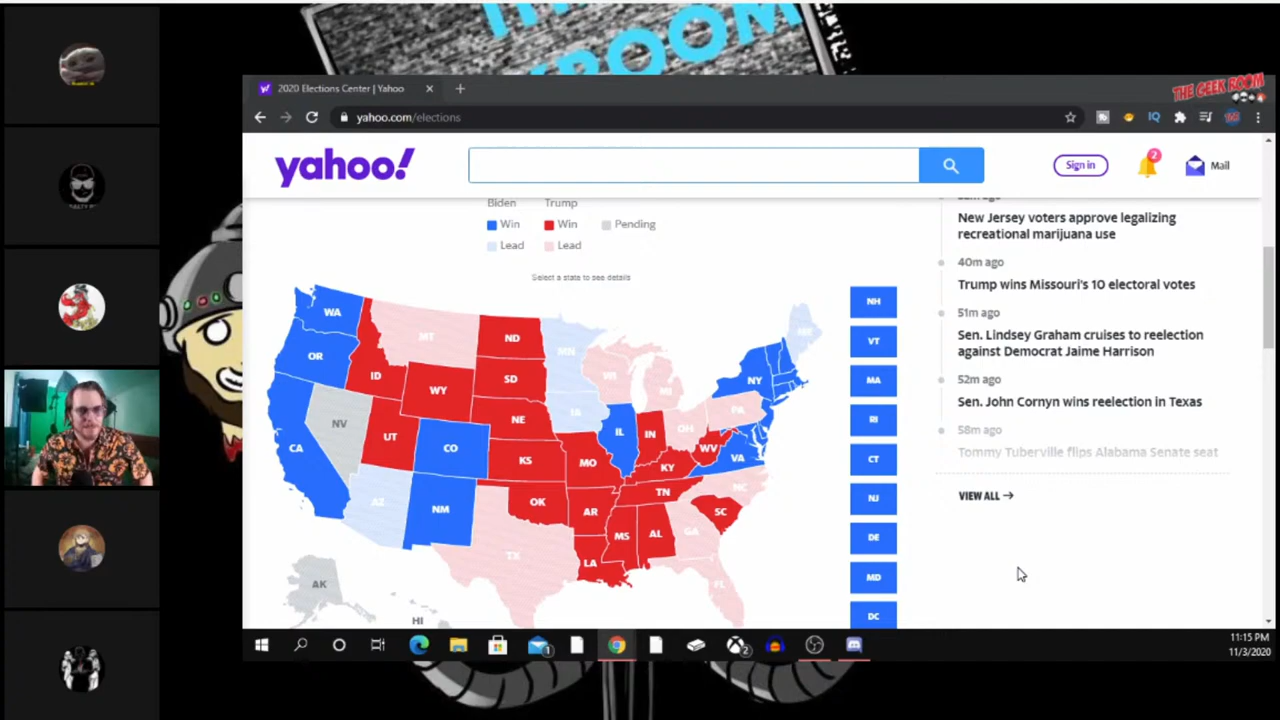 2020 Elections Center | Yahoo
THE GEEK ROOM
yahoo.com/elections
IQ
yahoo!
Sign in
2
Mail
Biden
Trump
Win
Win
Pending
Lead
Lead
Select a state to see details
New Jersey voters approve legalizing
recreational marijuana use
40m ago
Trump wins Missouri's 10 electoral votes
51m ago
Sen. Lindsey Graham cruises to reelection
against Democrat Jaime Harrison
52m ago
Sen. John Cornyn wins reelection in Texas
58m ago
Tommy Tuberville flips Alabama Senate seat
VIEW ALL →
WA
MT
ND
MN
ME
OR
ID
WY
SD
WI
MI
NY
NV
UT
CO
NE
IA
IL
IN
OH
PA
CA
KS
MO
KY
WV
VA
AZ
NM
OK
AR
TN
NC
SC
TX
LA
MS
AL
GA
FL
AK
HI
NH
VT
MA
RI
CT
NJ
DE
MD
DC
1
2
11:15 PM
11/3/2020